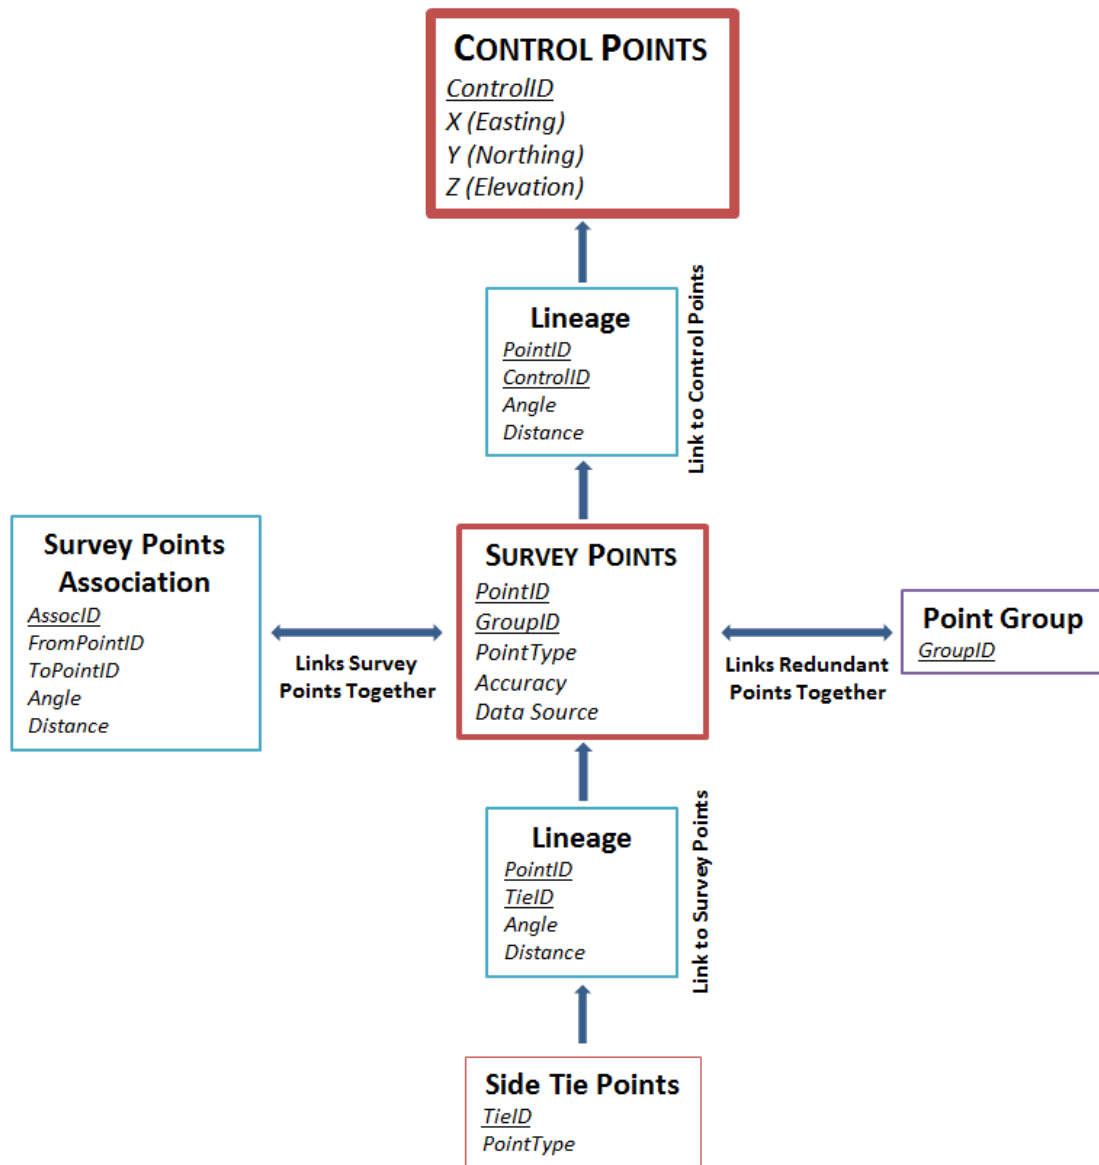 CONTROL POINTS
ControlID
X (Easting)
Y (Northing)
Z (Elevation)
Lineage
PointID
ControlID
Angle
Distance
Link to Control Points
Survey Points
Association
AssocID
FromPointID
ToPointID
Angle
Distance
Links Survey
Points Together
SURVEY POINTS
PointID
GroupID
PointType
Accuracy
Data Source
Links Redundant
Points Together
Point Group
GroupID
Lineage
PointID
TieID
Angle
Distance
Link to Survey Points
Side Tie Points
TieID
PointType